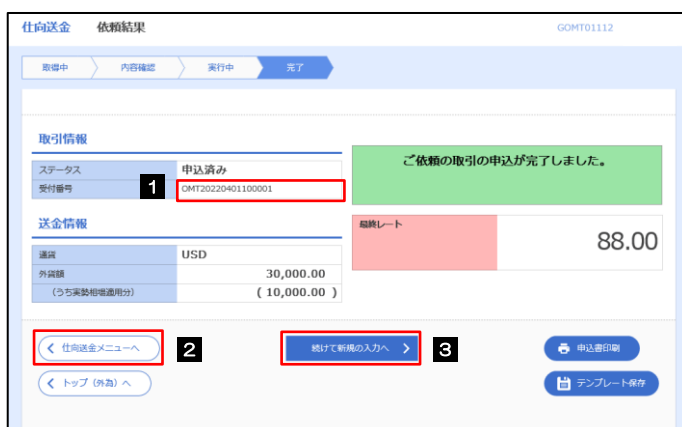 仕向送金 依頼結果 GOMT01112
取得中 内容確認 実行中 完了
取引情報
ステータス 申込済み
受付番号 1 OMT20220401100001
ご依頼の取引の申込が完了しました。
送金情報
通貨 USD
外貨額 30,000.00
（うち実勢相場適用分） ( 10,000.00 )
最終レート 88.00
仕向送金メニューへ 2 続けて新規の入力へ 3 申込書印刷
トップ（外為）へ テンプレート保存